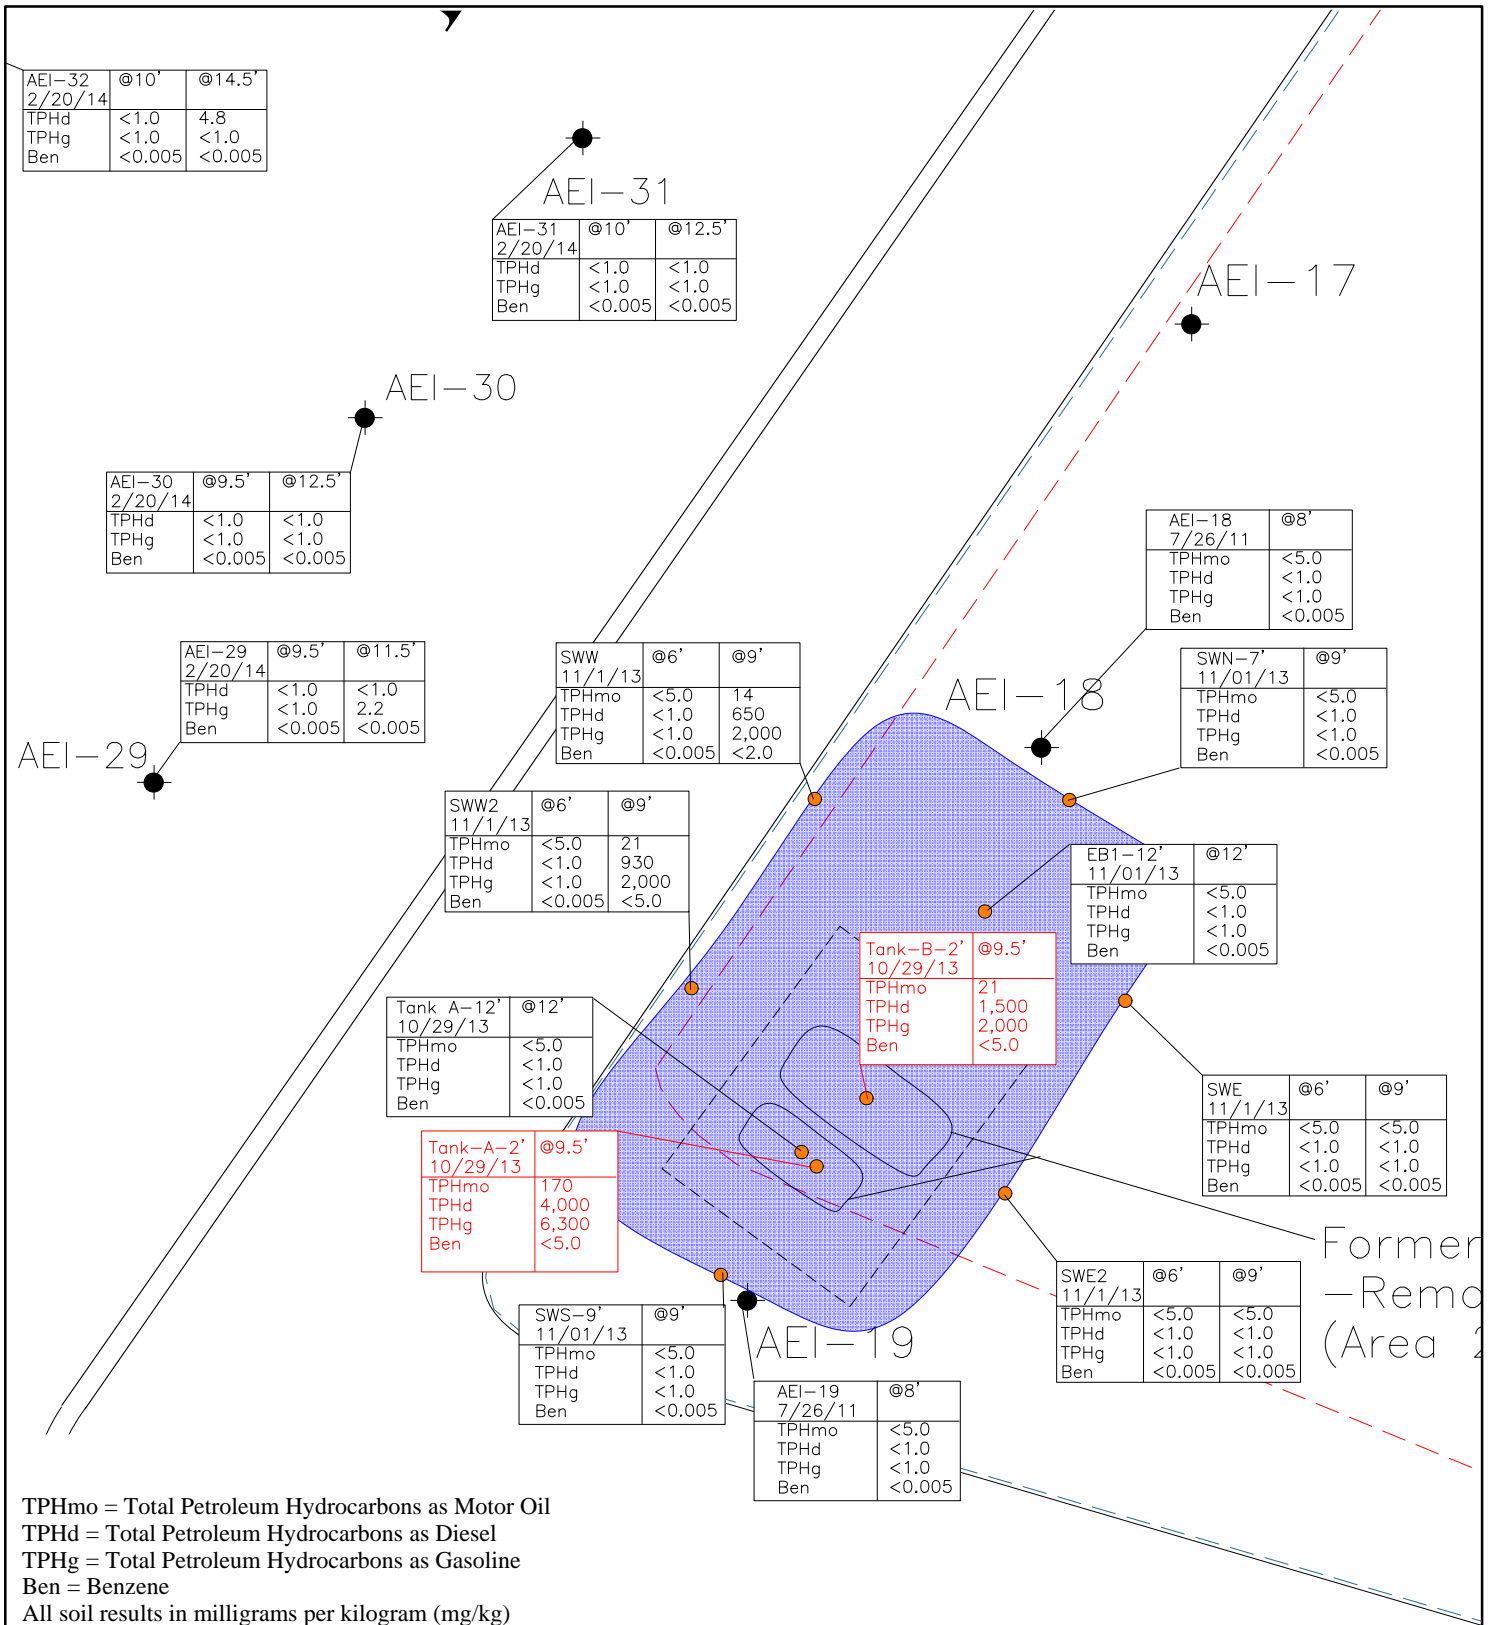 AEI-32 @10' @14.5'
2/20/14
TPHd <1.0 4.8
TPHg <1.0 <1.0
Ben <0.005 <0.005
AEI-31
AEI-31 @10' @12.5'
2/20/14
TPHd <1.0 <1.0
TPHg <1.0 <1.0
Ben <0.005 <0.005
AEI-17
AEI-30
AEI-30 @9.5' @12.5'
2/20/14
TPHd <1.0 <1.0
TPHg <1.0 <1.0
Ben <0.005 <0.005
AEI-18 @8'
7/26/11
TPHmo <5.0
TPHd <1.0
TPHg <1.0
Ben <0.005
AEI-29 @9.5' @11.5'
2/20/14
TPHd <1.0 <1.0
TPHg <1.0 2.2
Ben <0.005 <0.005
AEI-29
SWW @6' @9'
11/1/13
TPHmo <5.0 14
TPHd <1.0 650
TPHg <1.0 2,000
Ben <0.005 <2.0
AEI-18
SWN-7' @9'
11/01/13
TPHmo <5.0
TPHd <1.0
TPHg <1.0
Ben <0.005
SWW2 @6' @9'
11/1/13
TPHmo <5.0 21
TPHd <1.0 930
TPHg <1.0 2,000
Ben <0.005 <5.0
EB1-12' @12'
11/01/13
TPHmo <5.0
TPHd <1.0
TPHg <1.0
Ben <0.005
Tank-B-2' @9.5'
10/29/13
TPHmo 21
TPHd 1,500
TPHg 2,000
Ben <5.0
Tank A-12' @12'
10/29/13
TPHmo <5.0
TPHd <1.0
TPHg <1.0
Ben <0.005
SWE @6' @9'
11/1/13
TPHmo <5.0 <5.0
TPHd <1.0 <1.0
TPHg <1.0 <1.0
Ben <0.005 <0.005
Tank-A-2' @9.5'
10/29/13
TPHmo 170
TPHd 4,000
TPHg 6,300
Ben <5.0
Former
-Remo
(Area 2
SWE2 @6' @9'
11/1/13
TPHmo <5.0 <5.0
TPHd <1.0 <1.0
TPHg <1.0 <1.0
Ben <0.005 <0.005
SWS-9' @9'
11/01/13
TPHmo <5.0
TPHd <1.0
TPHg <1.0
Ben <0.005
AEI-19
AEI-19 @8'
7/26/11
TPHmo <5.0
TPHd <1.0
TPHg <1.0
Ben <0.005
TPHmo = Total Petroleum Hydrocarbons as Motor Oil
TPHd = Total Petroleum Hydrocarbons as Diesel
TPHg = Total Petroleum Hydrocarbons as Gasoline
Ben = Benzene
All soil results in milligrams per kilogram (mg/kg)